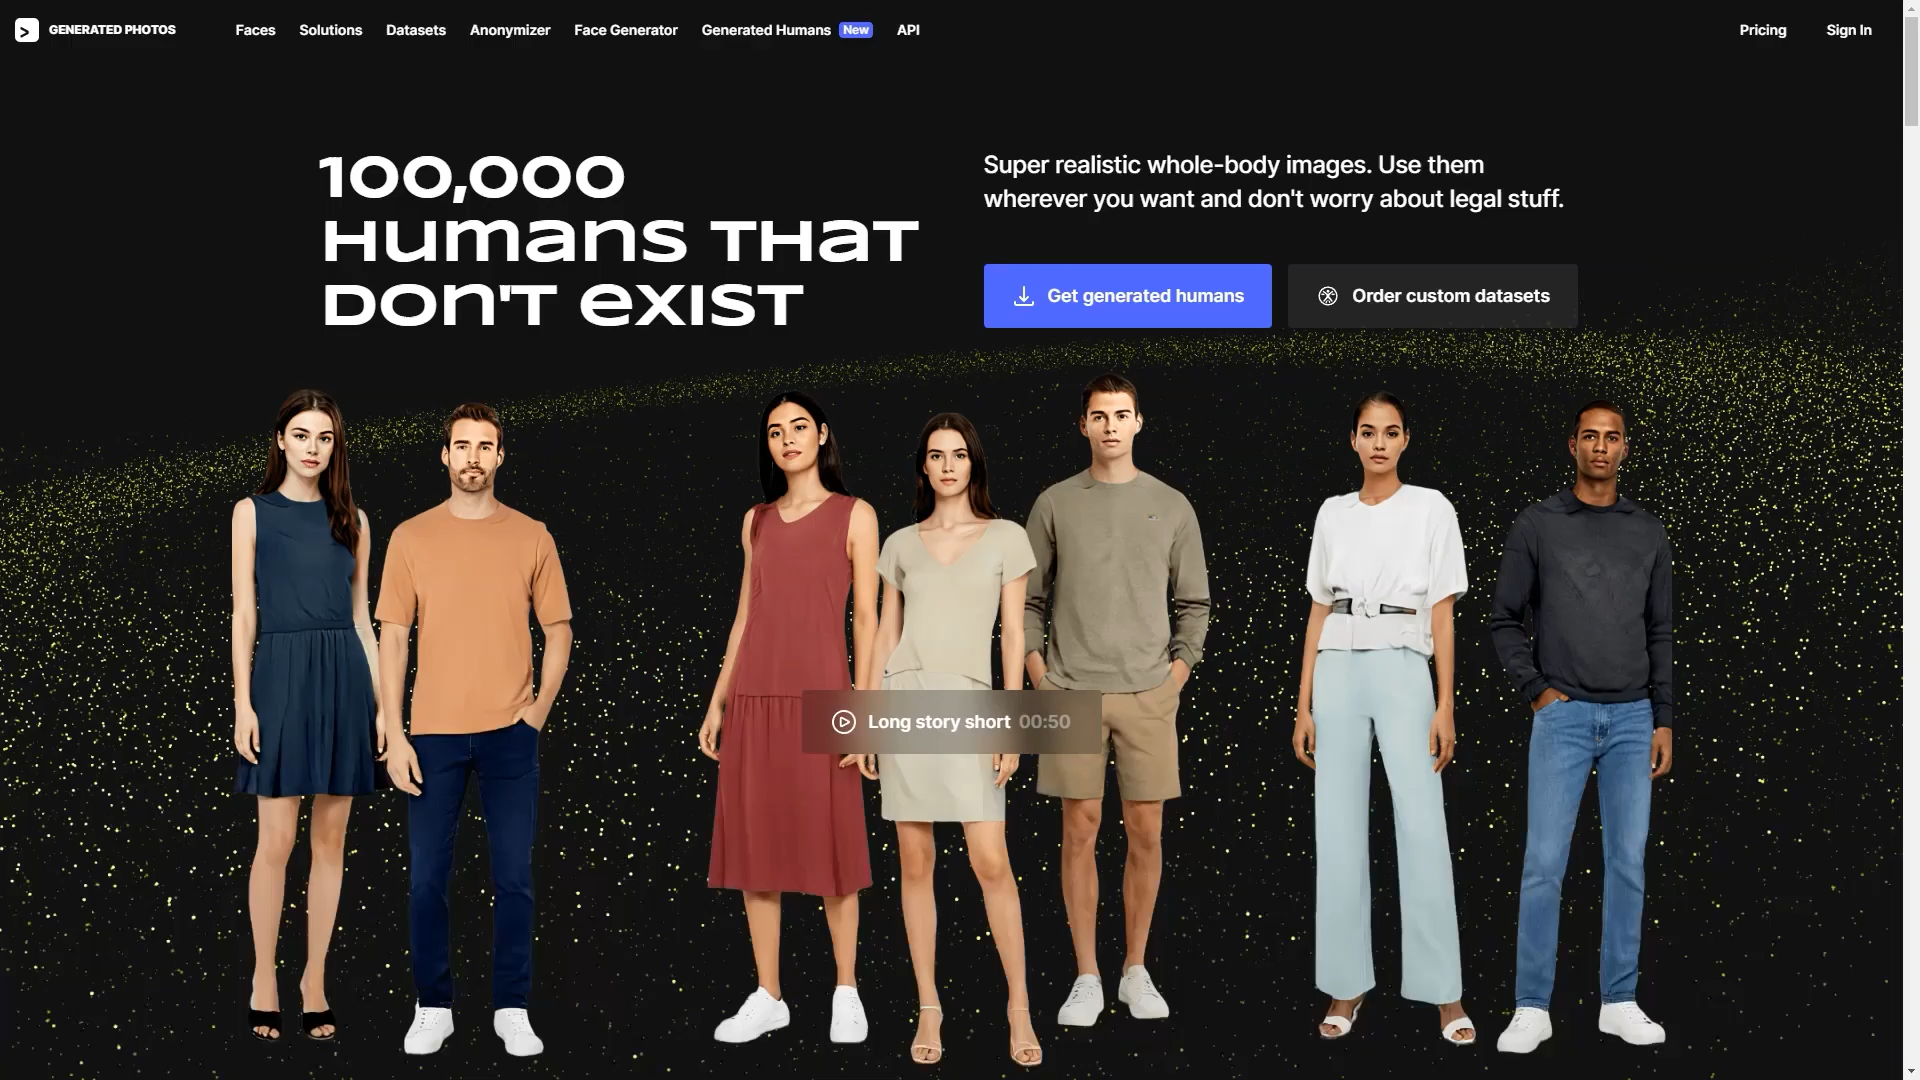 GENERATED PHOTOS
Faces
Solutions
Datasets
Anonymizer
Face Generator
Generated Humans New
API
Pricing
Sign In
100,000
Humans that
Don't exist
Super realistic whole-body images. Use them
wherever you want and don't worry about legal stuff.
Get generated humans
Order custom datasets
Long story short 00:50